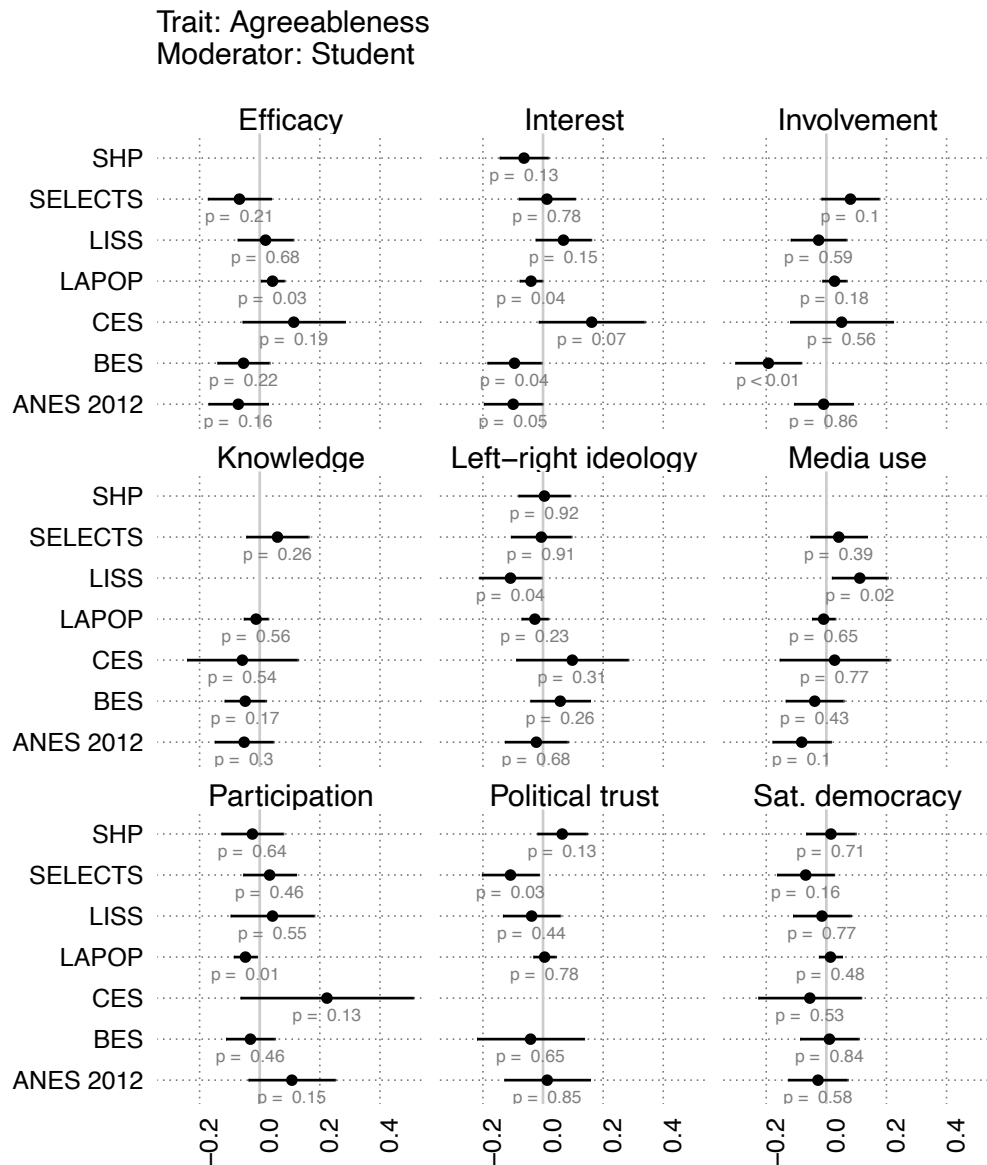 Trait: Agreeableness
Moderator: Student
Efficacy Interest Involvement
SHP
p = 0.13
SELECTS
p = 0.21 p = 0.78 p = 0.1
LISS
p = 0.68 p = 0.15 p = 0.59
LAPOP
p = 0.03 p = 0.04 p = 0.18
CES
p = 0.19 p = 0.07 p = 0.56
BES
p = 0.22 p = 0.04 p <0.01
ANES 2012
p = 0.16 p = 0.05 p = 0.86
Knowledge Left−right ideology Media use
SHP
p = 0.92
SELECTS
p = 0.26 p = 0.91 p = 0.39
LISS
p = 0.04 p = 0.02
LAPOP
p = 0.56 p = 0.23 p = 0.65
CES
p = 0.54 p = 0.31 p = 0.77
BES
p = 0.17 p = 0.26 p = 0.43
ANES 2012
p = 0.3 p = 0.68 p = 0.1
Participation Political trust Sat. democracy
SHP
p = 0.64 p = 0.13 p = 0.71
SELECTS
p = 0.46 p = 0.03 p = 0.16
LISS
p = 0.55 p = 0.44 p = 0.77
LAPOP
p = 0.01 p = 0.78 p = 0.48
CES
p = 0.13 p = 0.53
BES
p = 0.46 p = 0.65 p = 0.84
ANES 2012
p = 0.15 p = 0.85 p = 0.58
−0.2 0.0 0.2 0.4 −0.2 0.0 0.2 0.4 −0.2 0.0 0.2 0.4